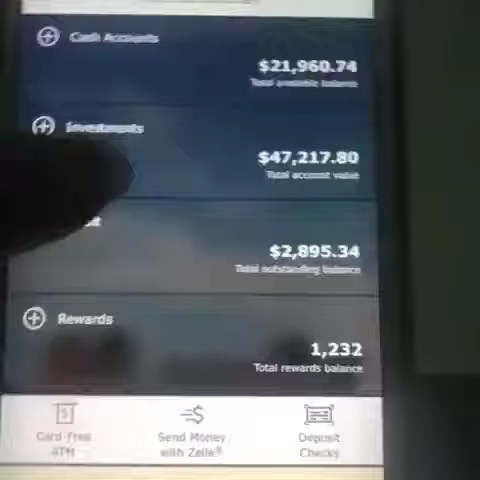 Cash Accounts
$21,960.74
Total available balance
Investments
$47,217.80
Total account value
$2,895.34
Total outstanding balance
Rewards
1,232
Total rewards balance
Card-Free
ATM
Send Money
with Zelle®
Deposit
Checks